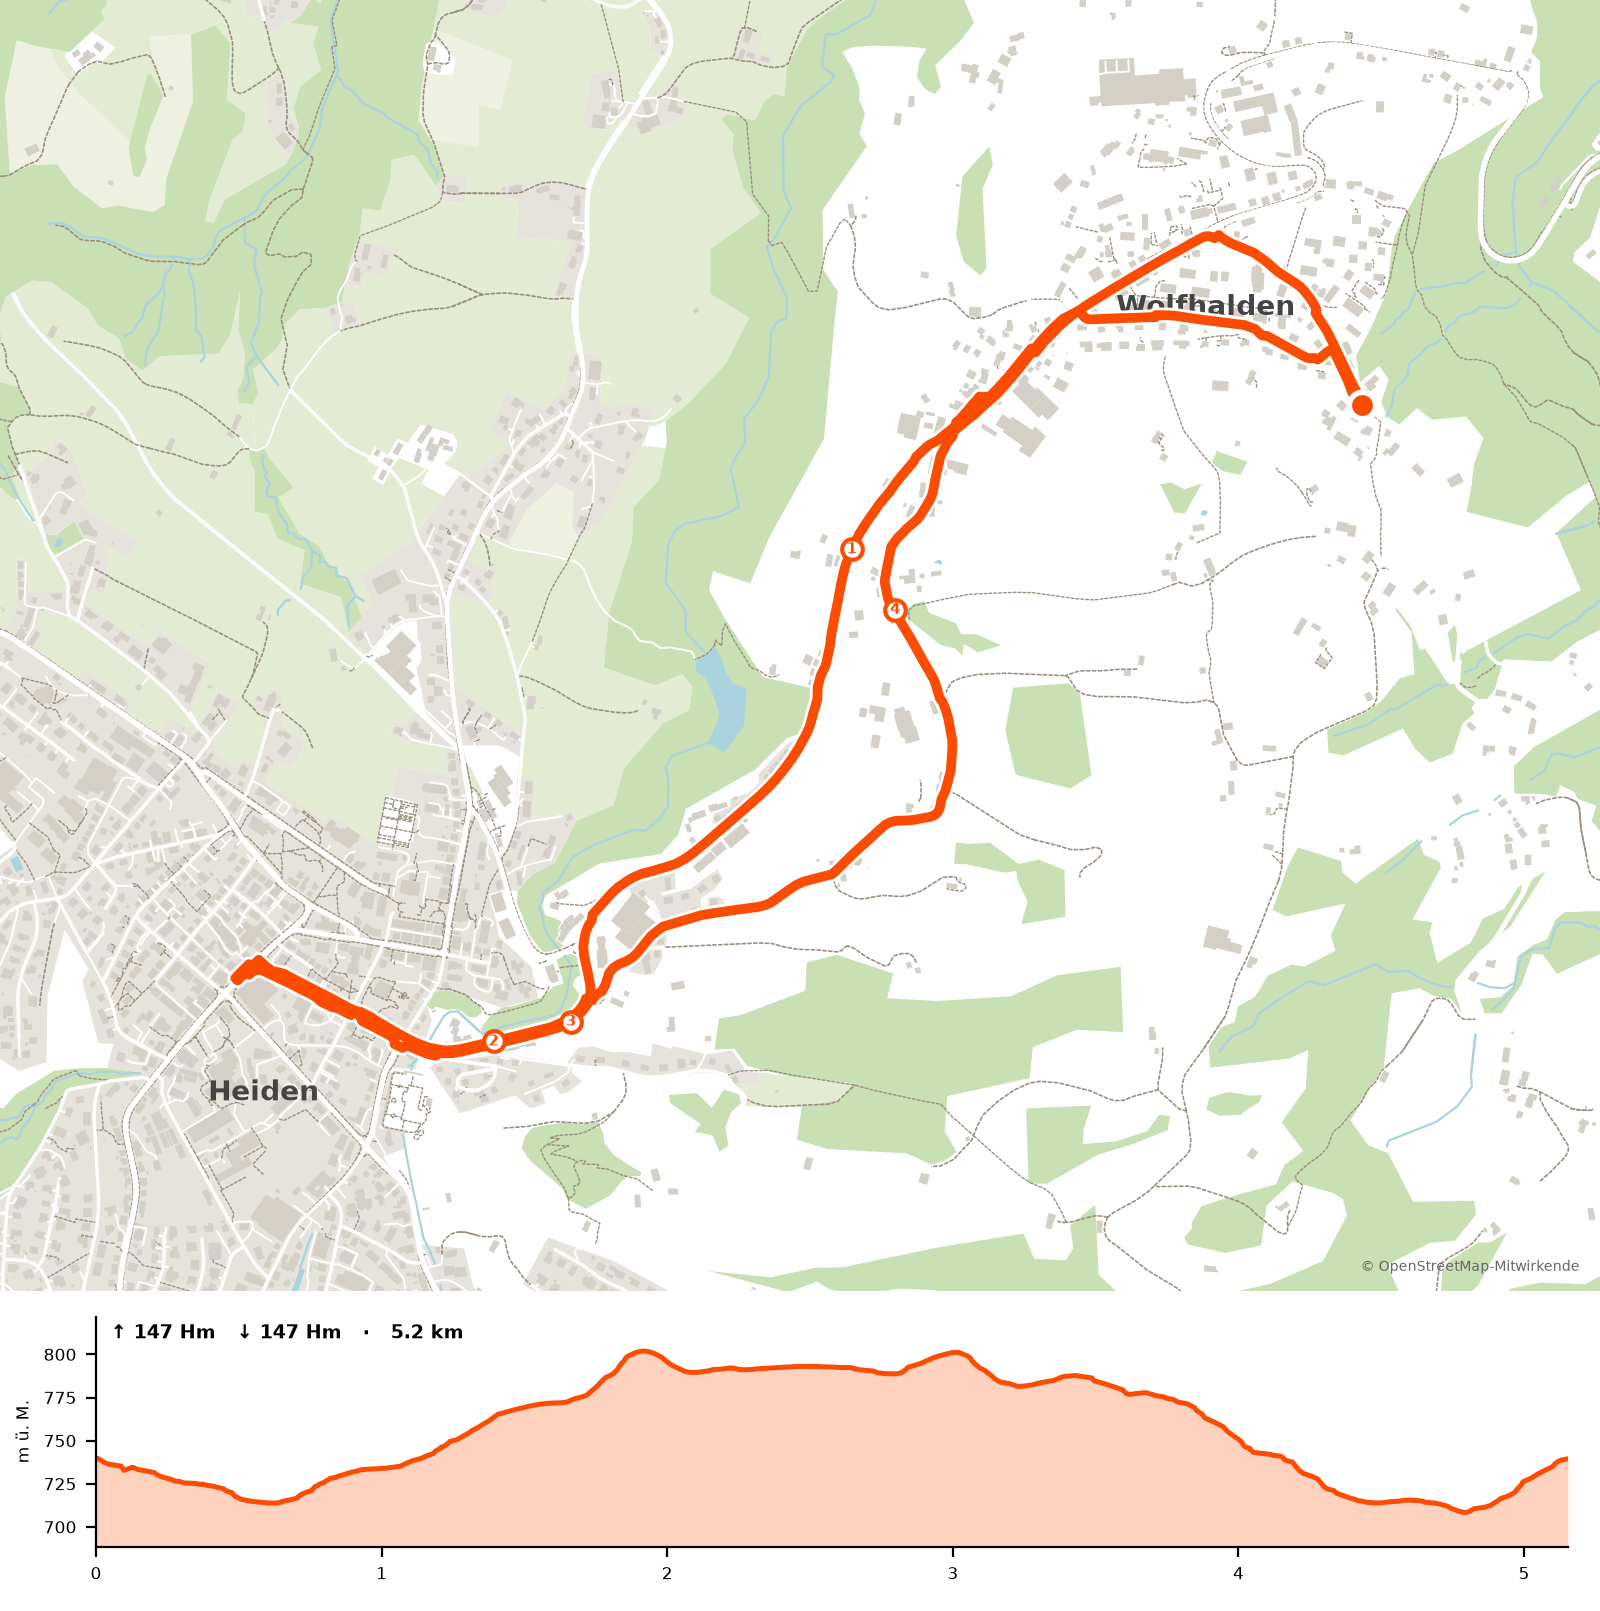 Wolfhalden
1
4
3
2
Heiden
© OpenStreetMap-Mitwirkende
↑ 147 Hm ↓ 147 Hm · 5.2 km
800
775
750
725
700
m ü. M.
0 1 2 3 4 5